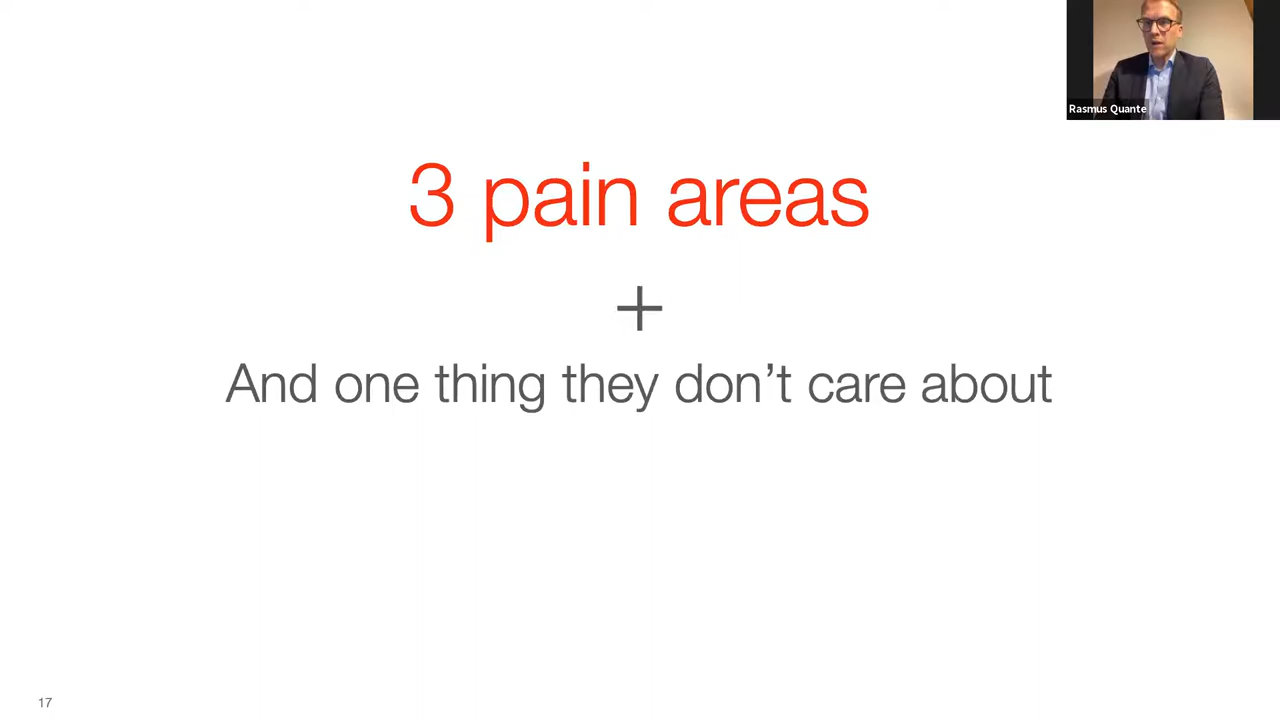 Rasmus Quante
3 pain areas
+
And one thing they don’t care about
17